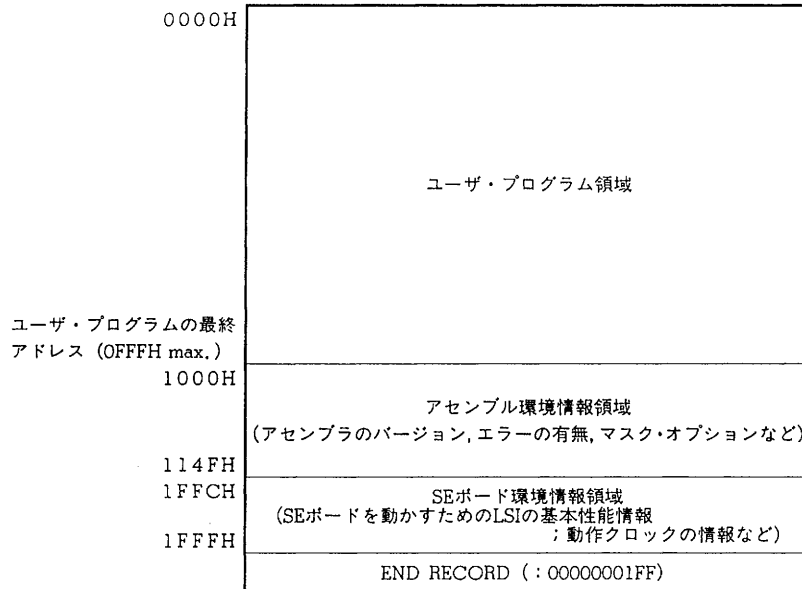 0000H
ユーザ・プログラム領域
ユーザ・プログラムの最終
アドレス（0FFFH max.）
1000H
アセンブル環境情報領域
（アセンブラのバージョン, エラーの有無, マスク・オプションなど）
114FH
1FFCH
SEボード環境情報領域
（SEボードを動かすためのLSIの基本性能情報
；動作クロックの情報など）
1FFFH
END RECORD（：00000001FF）